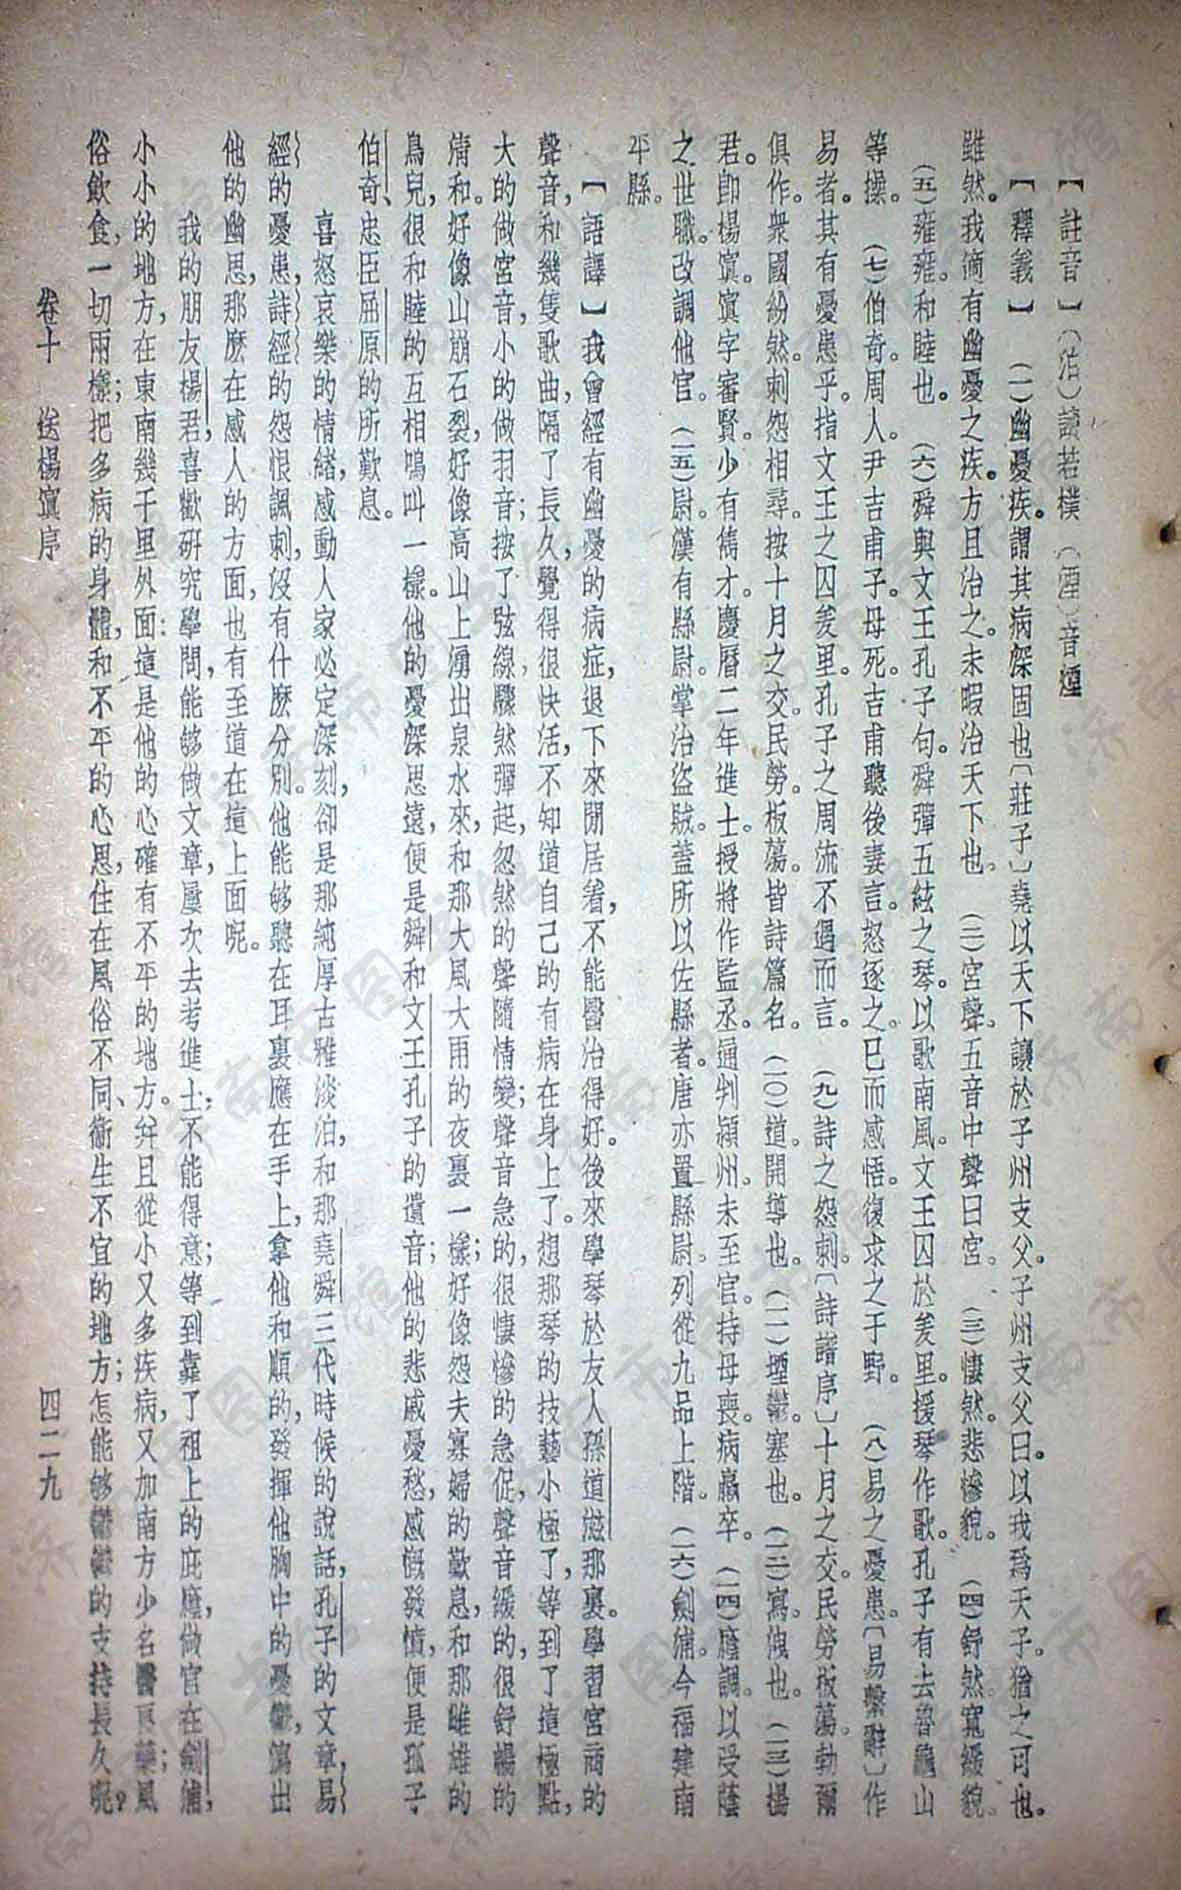 【註音】（泊）讀若樸　（湮）音煙
【釋義】　（一）幽憂疾。謂其病深固也〔莊子〕堯以天下讓於子州支父。子州支父曰。以我爲天子。猶之可也。
雖然。我適有幽憂之疾。方且治之。未暇治天下也。　（二）宮聲。五音中聲曰宮。　（三）悽然。悲慘貌。　（四）舒然。寬緩貌。
（五）雍雍。和睦也。　（六）舜與文王孔子句。舜彈五絃之琴。以歌南風。文王囚於羑里。援琴作歌。孔子有去魯龜山
等操。　（七）伯奇。周人。尹吉甫子。母死。吉甫聽後妻言。怒逐之。已而感悟。復求之于野　（八）易之憂患。〔易繫辭〕作
易者。其有憂患乎。指文王之囚羑里。孔子之周流不遇而言。　（九）詩之怨刺。〔詩譜序〕十月之交。民勞板蕩。勃爾
俱作。衆國紛然。刺怨相尋。按十月之交。民勞。板蕩。皆詩篇名。（一〇）道。開導也。（一一）堙鬱。塞也。（一二）寫。洩也。（一三）楊
君。卽楊寘。寘字審賢。少有儁才。慶曆二年進士。授將作監丞。通判潁州。未至官。持母喪。病羸卒。（一四）廕調。以受蔭
之世職。改調他官。（一五）尉。漢有縣尉。掌治盜賊。蓋所以佐縣者。唐亦置縣尉。列從九品上階。（一六）劍浦。今福建南
平縣。
【語譯】我曾經有幽憂的病症，退下來閒居着，不能醫治得好。後來學琴於友人孫道滋那裏。學習宮商的
聲音，和幾隻歌曲，隔了長久，覺得很快活，不知道自己的有病在身上了。想那琴的技藝，小極了，等到了這極點，
大的做宮音，小的做羽音；按了弦線，驟然彈起，忽然的聲隨情變；聲音急的，很悽慘的急促，聲音緩的，很舒暢的
清和。好像山崩石裂，好像高山上湧出泉水來，和那大風大雨的夜裏一樣；好像怨夫寡婦的歎息，和那雌雄的
鳥兒，很和睦的互相鳴叫一樣。他的憂深思遠，便是舜和文王孔子的遺音；他的悲戚憂愁，感慨發憤，便是孤子
伯奇、忠臣屈原的所歎息。
喜怒哀樂的情緒，感動人家必定深刻，卻是那純厚古雅淡泊，和那堯舜三代時候的說話，孔子的文章，易
經的憂患，詩經的怨恨諷刺，沒有什麽分別。他能够聽在耳裏應在手上，拿他和順的，發揮他胸中的憂鬱，寫出
他的幽思，那麽在感人的方面，也有至道在這上面呢。
我的朋友楊君，喜歡研究學問，能够做文章，屢次去考進士，不能得意；等到靠了祖上的庇廕，做官在劍浦，
小小的地方，在東南幾千里外面：這是他的心確有不平的地方。幷且從小又多疾病，又加南方少名醫良藥；風
俗飲食，一切兩樣；把多病的身體，和不平的心思，住在風俗不同、衞生不宜的地方；怎能够鬱鬱的支持長久呢？
卷十　送楊寘序　四二九